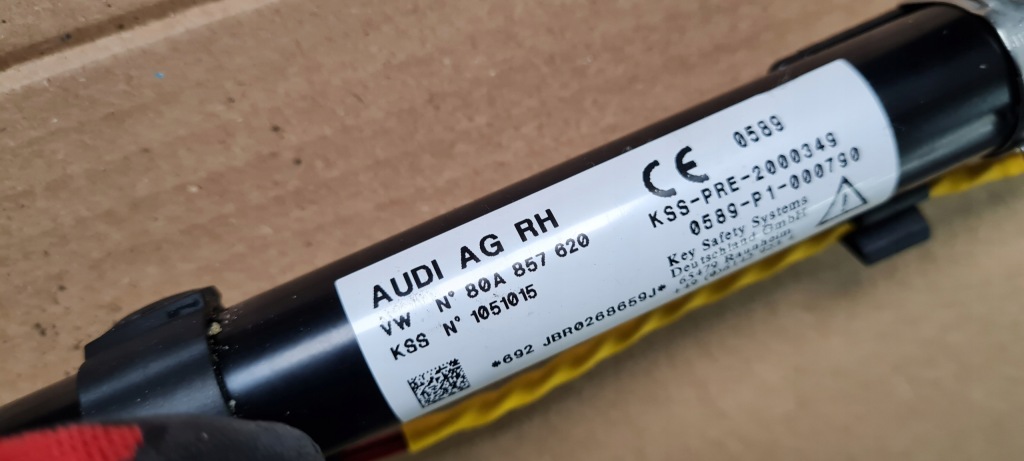 AUDI AG RH
VW N° 80A 857 620
KSS N° 1051015
*692 JBR0268659J*
CE 0589
KSS-PRE-2000349
0589-P1-000790
Key Safety Systems
Deutschland GmbH